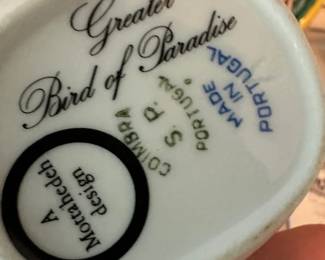 Greater
Bird of Paradise
COIMBRA
S. P.
PORTUGAL
MADE
IN
PORTUGAL
A
Mottahedeh
design